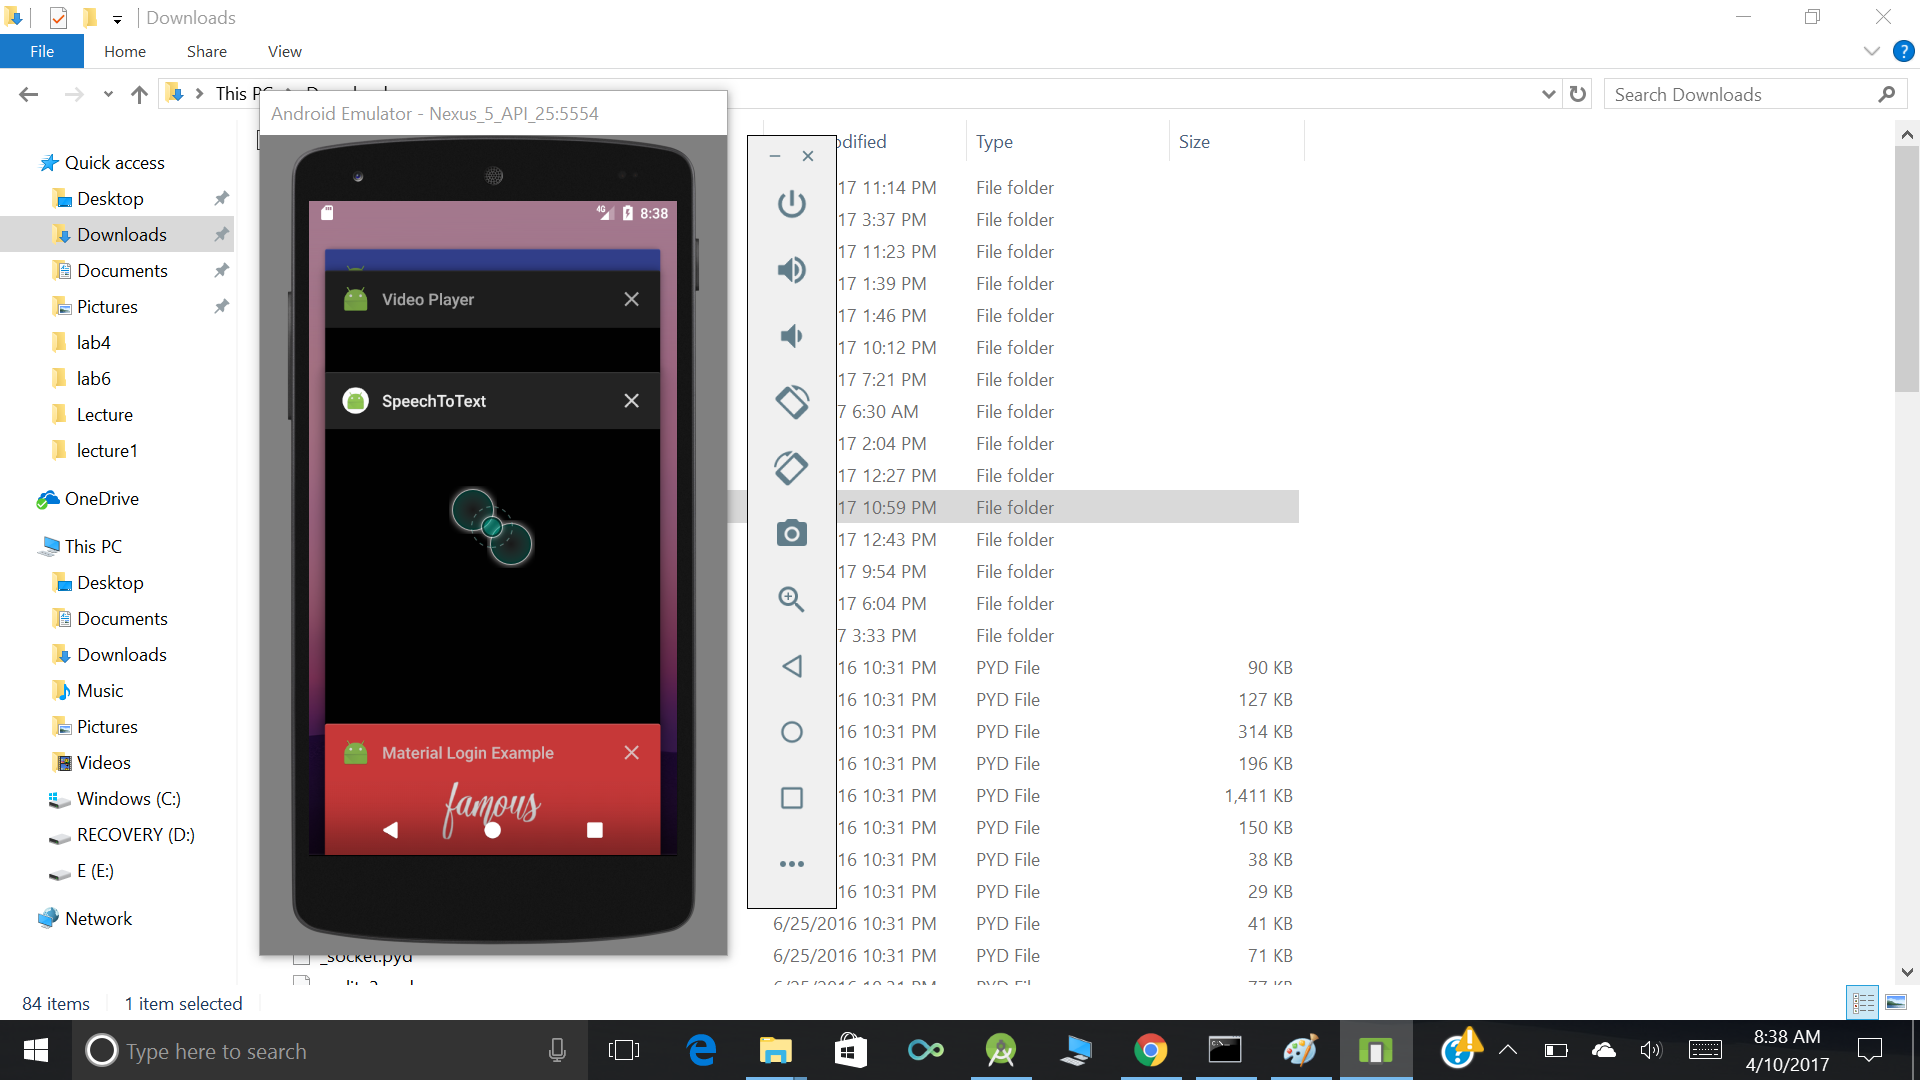 Downloads
File
Home
Share
View
This PC
Search Downloads
Android Emulator - Nexus_5_API_25:5554
Type
Size
Quick access
Desktop
Downloads
Documents
Pictures
lab4
lab6
Lecture
lecture1
OneDrive
This PC
Desktop
Documents
Downloads
Music
Pictures
Videos
Windows (C:)
RECOVERY (D:)
E (E:)
Network
4G
8:38
Video Player
SpeechToText
Material Login Example
famous
17 11:14 PM File folder
17 3:37 PM File folder
17 11:23 PM File folder
17 1:39 PM File folder
17 1:46 PM File folder
17 10:12 PM File folder
17 7:21 PM File folder
7 6:30 AM File folder
17 2:04 PM File folder
17 12:27 PM File folder
17 10:59 PM File folder
17 12:43 PM File folder
17 9:54 PM File folder
17 6:04 PM File folder
7 3:33 PM File folder
16 10:31 PM PYD File 90 KB
16 10:31 PM PYD File 127 KB
16 10:31 PM PYD File 314 KB
16 10:31 PM PYD File 196 KB
16 10:31 PM PYD File 1,411 KB
16 10:31 PM PYD File 150 KB
16 10:31 PM PYD File 38 KB
16 10:31 PM PYD File 29 KB
6/25/2016 10:31 PM PYD File 41 KB
_socket.pyd 6/25/2016 10:31 PM PYD File 71 KB
84 items
1 item selected
Type here to search
8:38 AM
4/10/2017